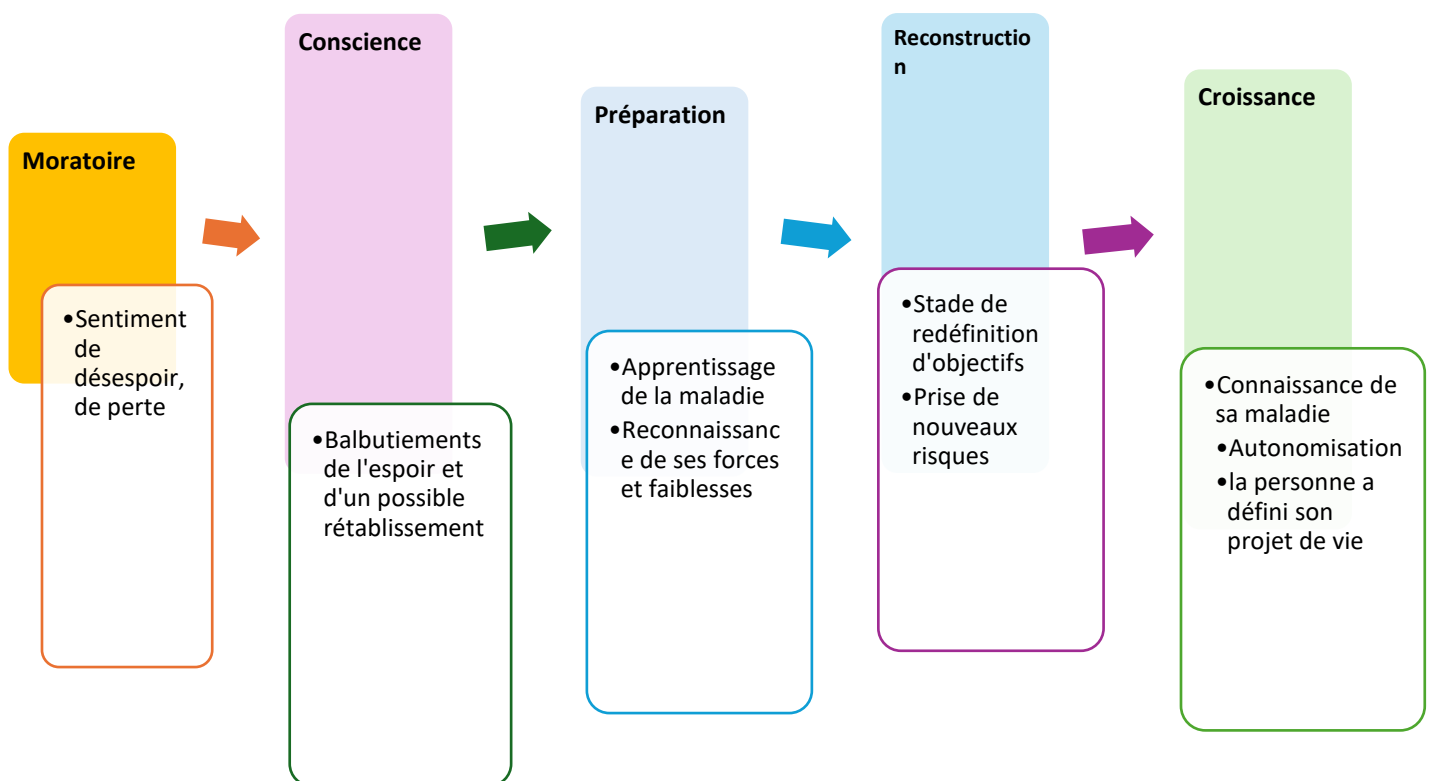 Moratoire
•Sentiment
de
désespoir,
de perte
Conscience
•Balbutiements
de l'espoir et
d'un possible
rétablissement
Préparation
•Apprentissage
de la maladie
•Reconnaissanc
e de ses forces
et faiblesses
Reconstructio
n
•Stade de
redéfinition
d'objectifs
•Prise de
nouveaux
risques
Croissance
•Connaissance de
sa maladie
•Autonomisation
•la personne a
défini son
projet de vie